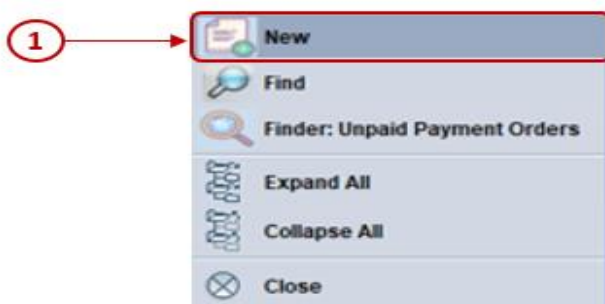 1
New
Find
Finder: Unpaid Payment Orders
Expand All
Collapse All
Close